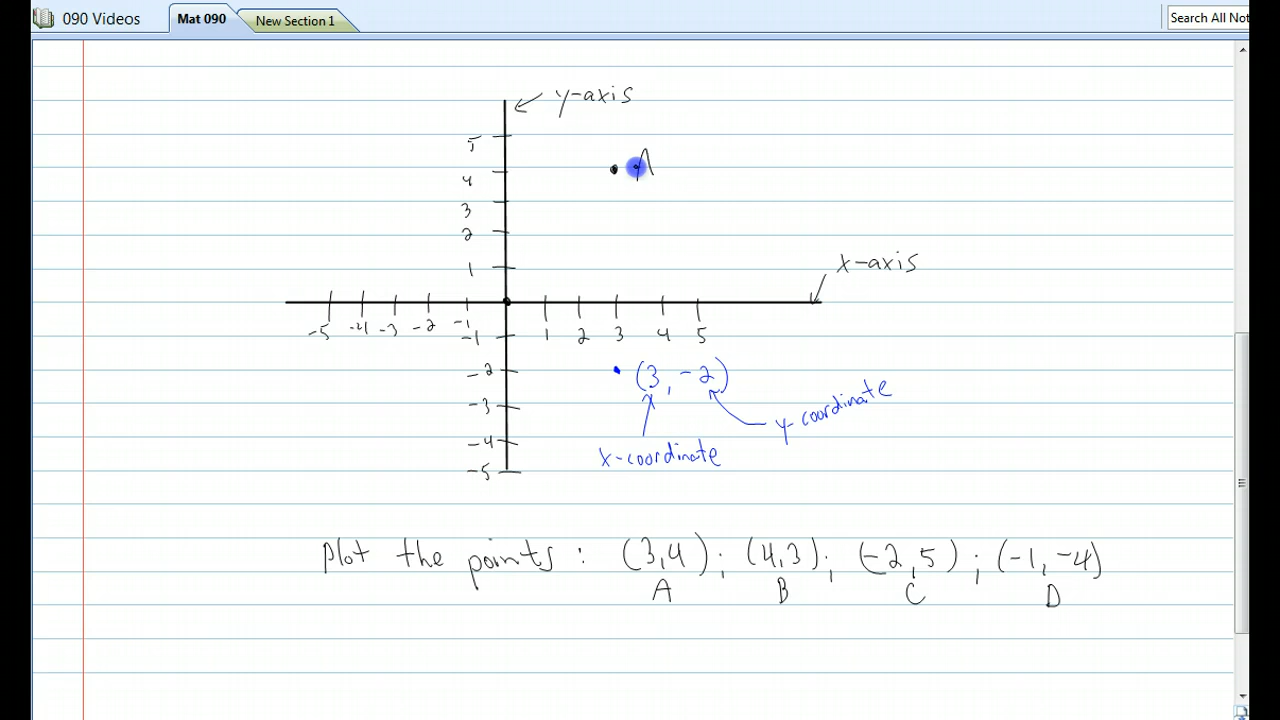 090 Videos Mat 090 New Section 1 Search All Not
y-axis
5
A
4
3
2
1
x-axis
-5 -4 -3 -2 -1 1 2 3 4 5
-1
-2 (3, -2)
-3
y-coordinate
-4
x-coordinate
-5
Plot the points : (3,4) ; (4,3) ; (-2,5) ; (-1,-4)
A B C D